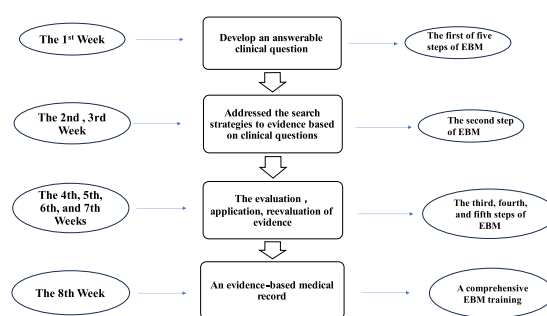 The 1st Week
Develop an answerable
clinical question
The first of five
steps of EBM
The 2nd , 3rd
Week
Addressed the search
strategies to evidence based
on clinical questions
The second step
of EBM
The 4th, 5th,
6th, and 7th
Weeks
The evaluation ,
application, reevaluation of
evidence
The third, fourth,
and fifth steps of
EBM
The 8th Week
An evidence-based medical
record
A comprehensive
EBM training